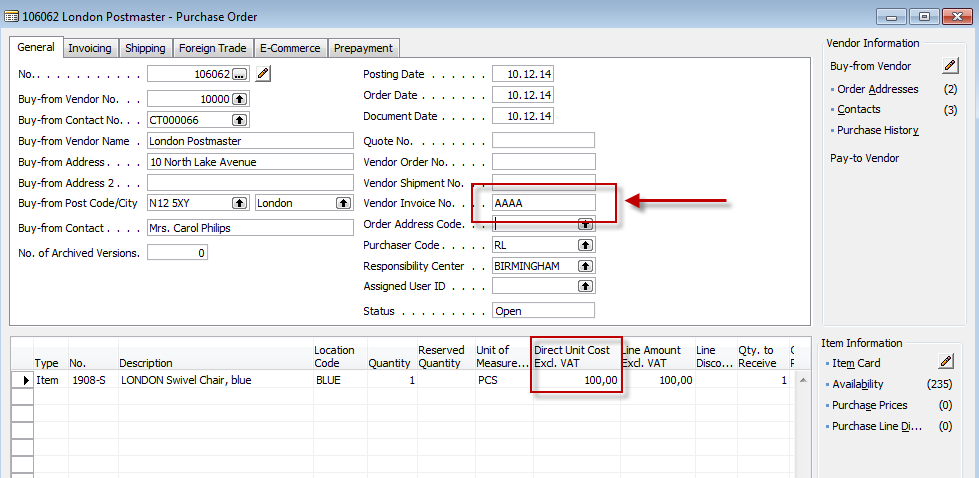 106062 London Postmaster - Purchase Order
General Invoicing Shipping Foreign Trade E-Commerce Prepayment
No. . . . . . . . . . . . 106062 ...
Buy-from Vendor No. . . . 10000
Buy-from Contact No. . . CT000066
Buy-from Vendor Name . London Postmaster
Buy-from Address . . . . 10 North Lake Avenue
Buy-from Address 2 . . .
Buy-from Post Code/City N12 5XY London
Buy-from Contact . . . . Mrs. Carol Philips
No. of Archived Versions. 0
Posting Date . . . . . . 10.12.14
Order Date . . . . . . . 10.12.14
Document Date . . . . . 10.12.14
Quote No. . . . . . . .
Vendor Order No. . . . .
Vendor Shipment No. . .
Vendor Invoice No. . . . AAAA
Order Address Code. . .
Purchaser Code . . . . . RL
Responsibility Center . . BIRMINGHAM
Assigned User ID . . . .
Status . . . . . . . . . Open
Vendor Information
Buy-from Vendor
Order Addresses (2)
Contacts (3)
Purchase History
Pay-to Vendor
Type No. Description Location Code Quantity Reserved Quantity Unit of Measure... Direct Unit Cost Excl. VAT Line Amount Excl. VAT Line Disco... Qty. to Receive
Item 1908-S LONDON Swivel Chair, blue BLUE 1 PCS 100,00 100,00 1
Item Information
Item Card
Availability (235)
Purchase Prices (0)
Purchase Line Di... (0)